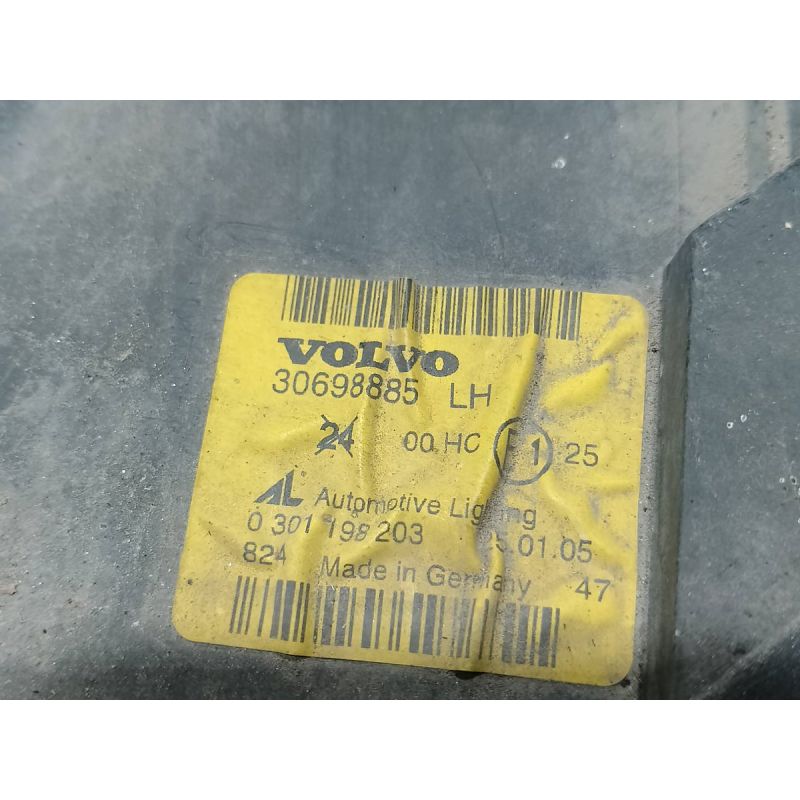 VOLVO
30698885 LH
24 00 HC E1 25
AL Automotive Lighting
0 301 198 203 25.01.05
824 Made in Germany 47